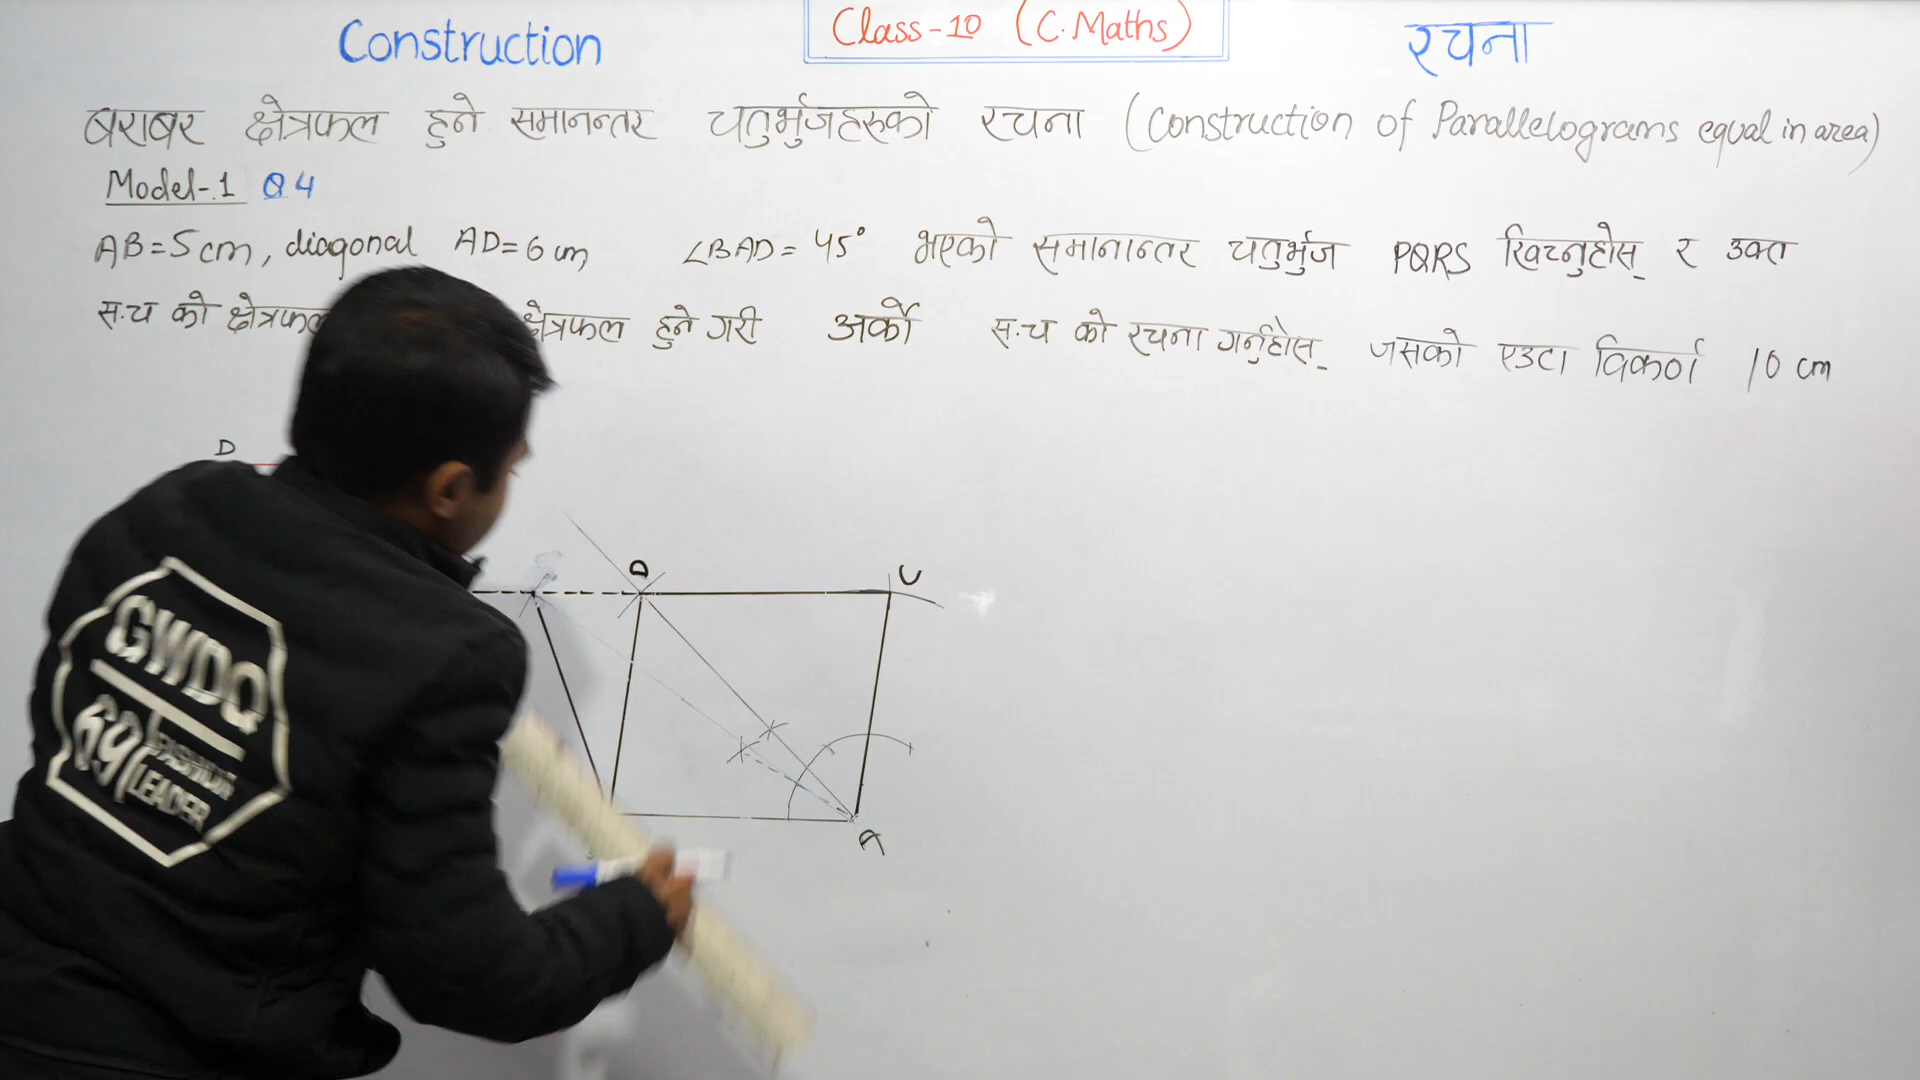 Construction
Class-10 (C.Maths)
रचना
बराबर क्षेत्रफल हुने समानन्तर चतुर्भुजहरुको रचना (Construction of Parallelograms equal in area)
Model-.1 Q4
AB=5cm, diagonal AD=6cm ∠BAD= 45° भएको समानान्तर चतुर्भुज PQRS खिच्नुहोस् र उक्त
स.च को क्षेत्रफल क्षेत्रफल हुने गरी अर्को स.च को रचना गर्नुहोस् जसको एउटा विकर्ण 10 cm
D
D
C
A
GWDQ
69
FASHION
LEADER